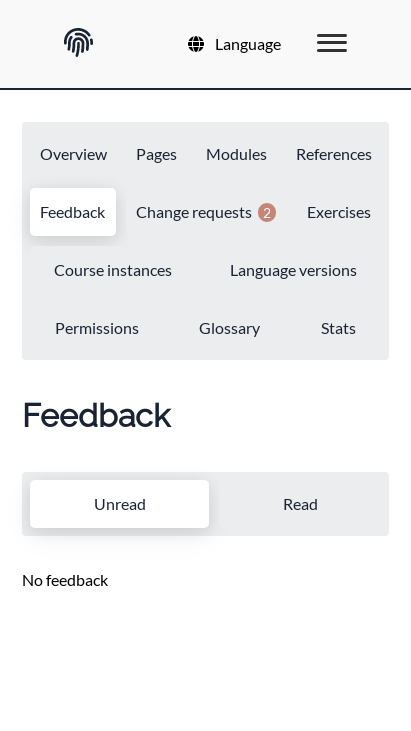 Language
Overview Pages Modules References
Feedback Change requests 2 Exercises
Course instances Language versions
Permissions Glossary Stats
Feedback
Unread Read
No feedback